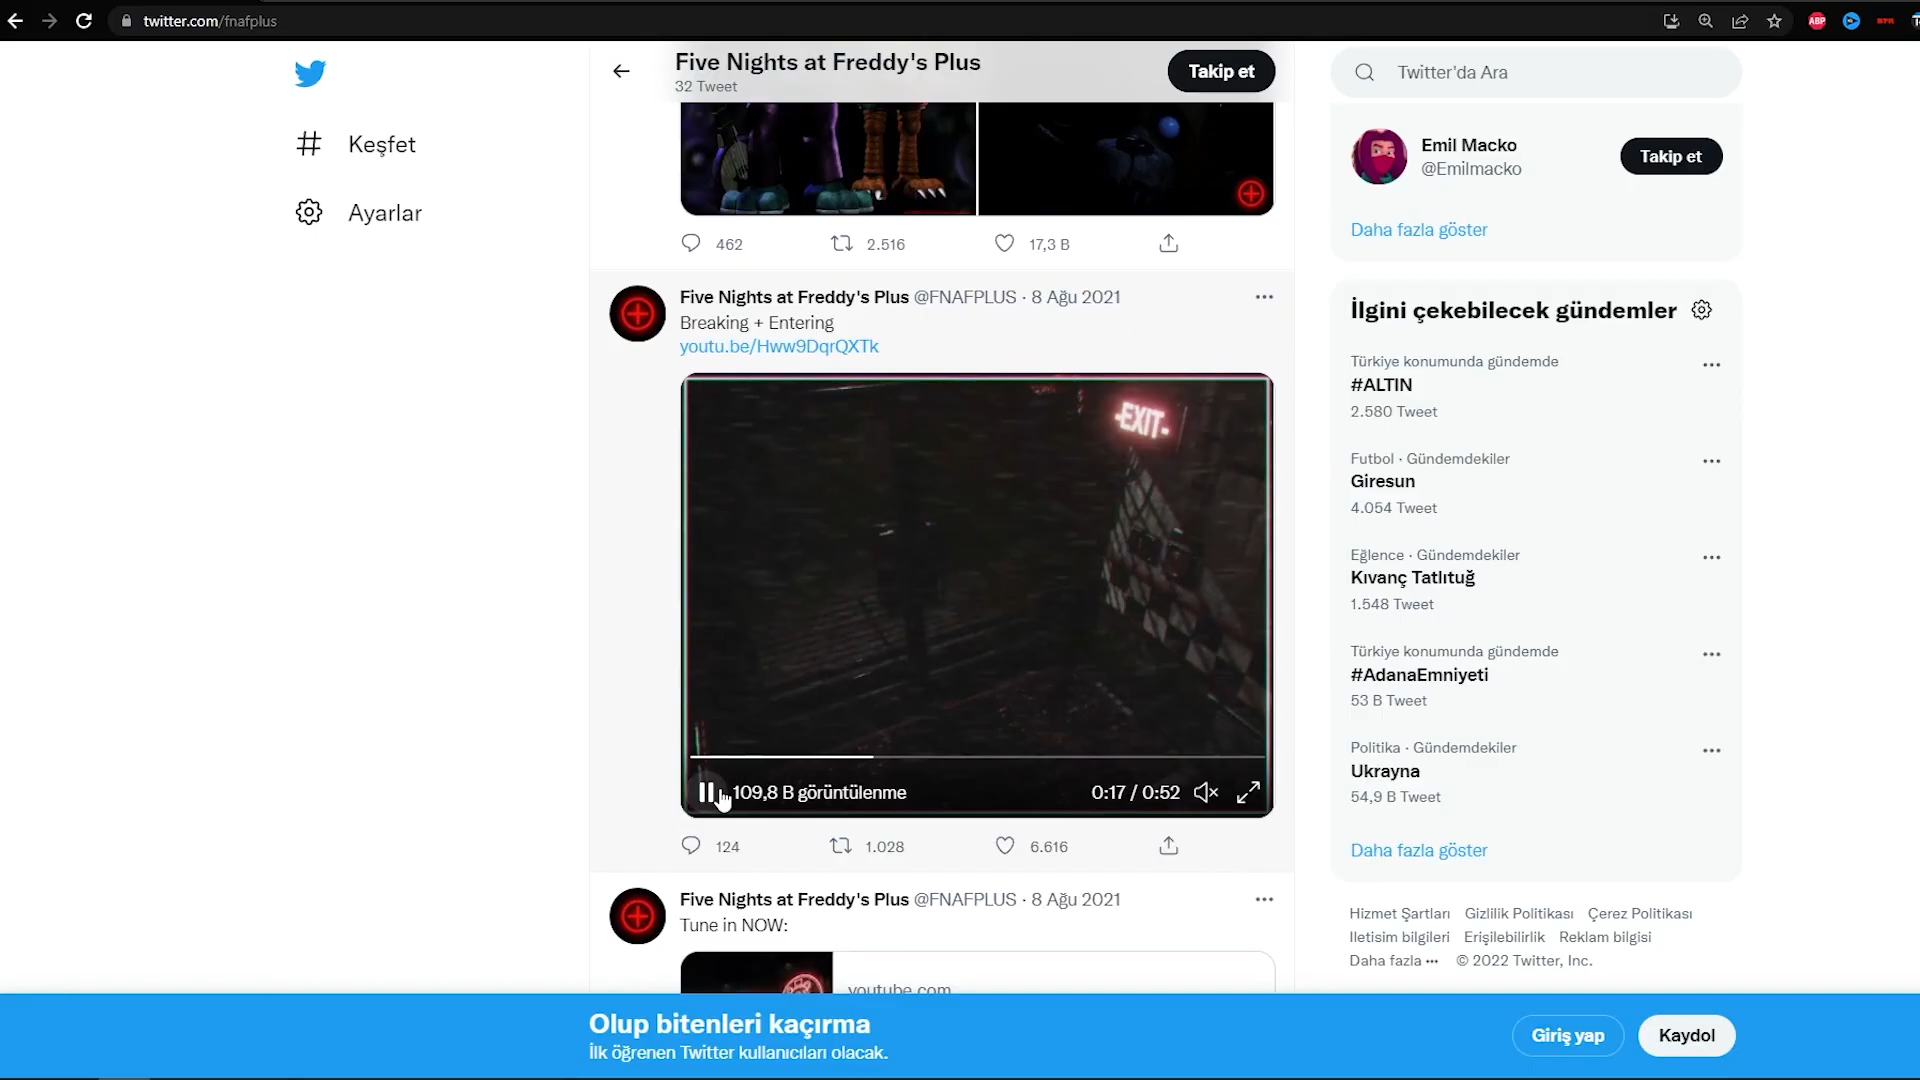 twitter.com/fnafplus
ABP
Five Nights at Freddy's Plus
32 Tweet
Takip et
Twitter'da Ara
Keşfet
Ayarlar
Emil Macko
@Emilmacko
Takip et
Daha fazla göster
462
2.516
17,3 B
Five Nights at Freddy's Plus @FNAFPLUS · 8 Ağu 2021
Breaking + Entering
youtu.be/Hww9DqrQXTk
-EXIT-
109,8 B görüntülenme
0:17 / 0:52
124
1.028
6.616
Five Nights at Freddy's Plus @FNAFPLUS · 8 Ağu 2021
Tune in NOW:
youtube.com
İlgini çekebilecek gündemler
Türkiye konumunda gündemde
#ALTIN
2.580 Tweet
Futbol · Gündemdekiler
Giresun
4.054 Tweet
Eğlence · Gündemdekiler
Kıvanç Tatlıtuğ
1.548 Tweet
Türkiye konumunda gündemde
#AdanaEmniyeti
53 B Tweet
Politika · Gündemdekiler
Ukrayna
54,9 B Tweet
Daha fazla göster
Hizmet Şartları Gizlilik Politikası Çerez Politikası
Iletisim bilgileri Erişilebilirlik Reklam bilgisi
Daha fazla ··· © 2022 Twitter, Inc.
Olup bitenleri kaçırma
İlk öğrenen Twitter kullanıcıları olacak.
Giriş yap
Kaydol